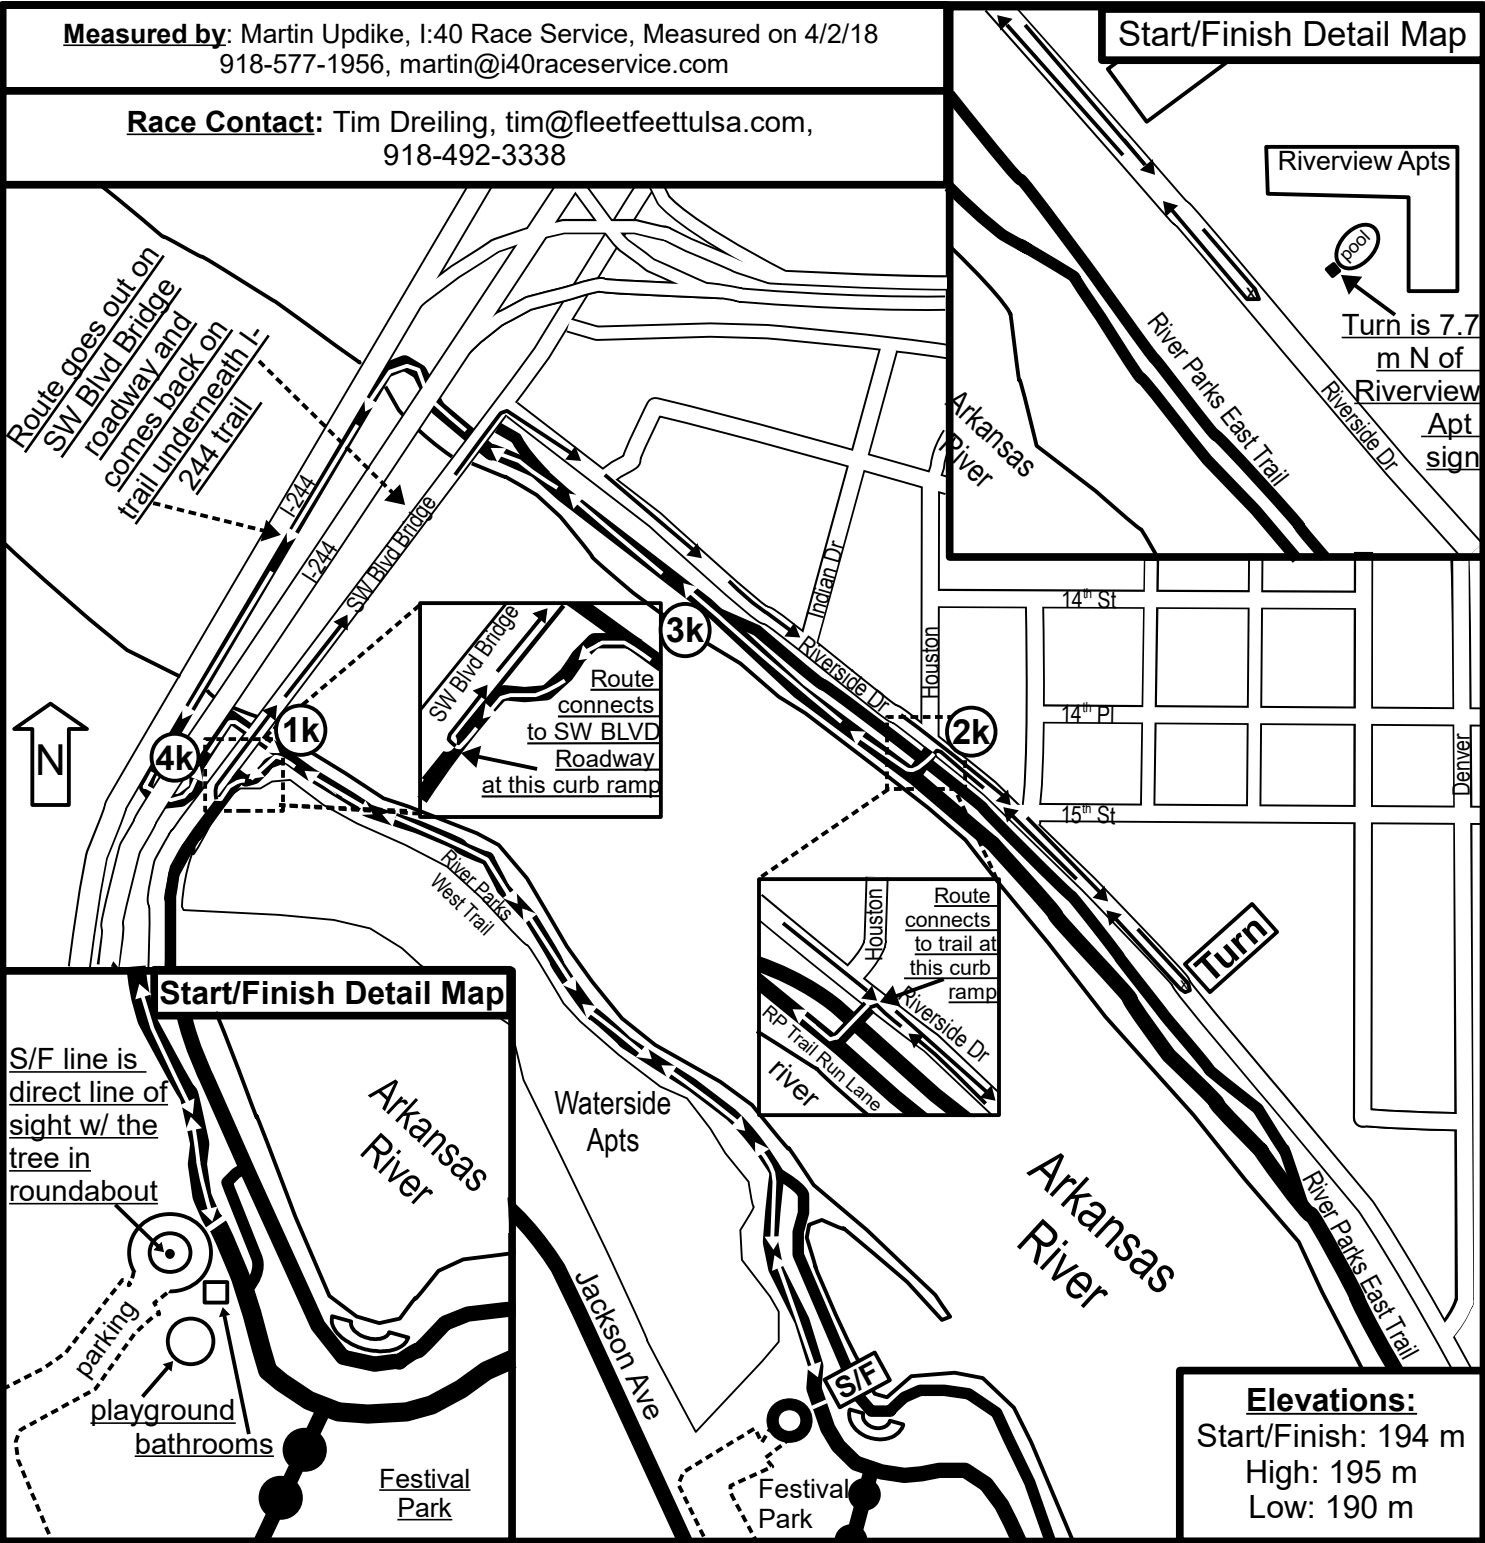 Measured by: Martin Updike, I:40 Race Service, Measured on 4/2/18
918-577-1956, martin@i40raceservice.com
Race Contact: Tim Dreiling, tim@fleetfeettulsa.com,
918-492-3338
Start/Finish Detail Map
Riverview Apts
pool
Turn is 7.7
m N of
Riverview
Apt
sign
River Parks East Trail
Riverside Dr
Arkansas
River
Route goes out on
SW Blvd Bridge
roadway and
comes back on
trail underneath I-
244 trail
I-244
I-244
SW Blvd Bridge
Indian Dr
Houston
Riverside Dr
14th St
14th Pl
15th St
Denver
N
4k
1k
3k
2k
SW Blvd Bridge
Route
connects
to SW BLVD
Roadway
at this curb ramp
River Parks
West Trail
Houston
Route
connects
to trail at
this curb
ramp
Riverside Dr
RP Trail Run Lane
river
Turn
Start/Finish Detail Map
S/F line is
direct line of
sight w/ the
tree in
roundabout
Arkansas
River
parking
playground
bathrooms
Festival
Park
Waterside
Apts
Jackson Ave
Arkansas
River
River Parks East Trail
S/F
Festival
Park
Elevations:
Start/Finish: 194 m
High: 195 m
Low: 190 m